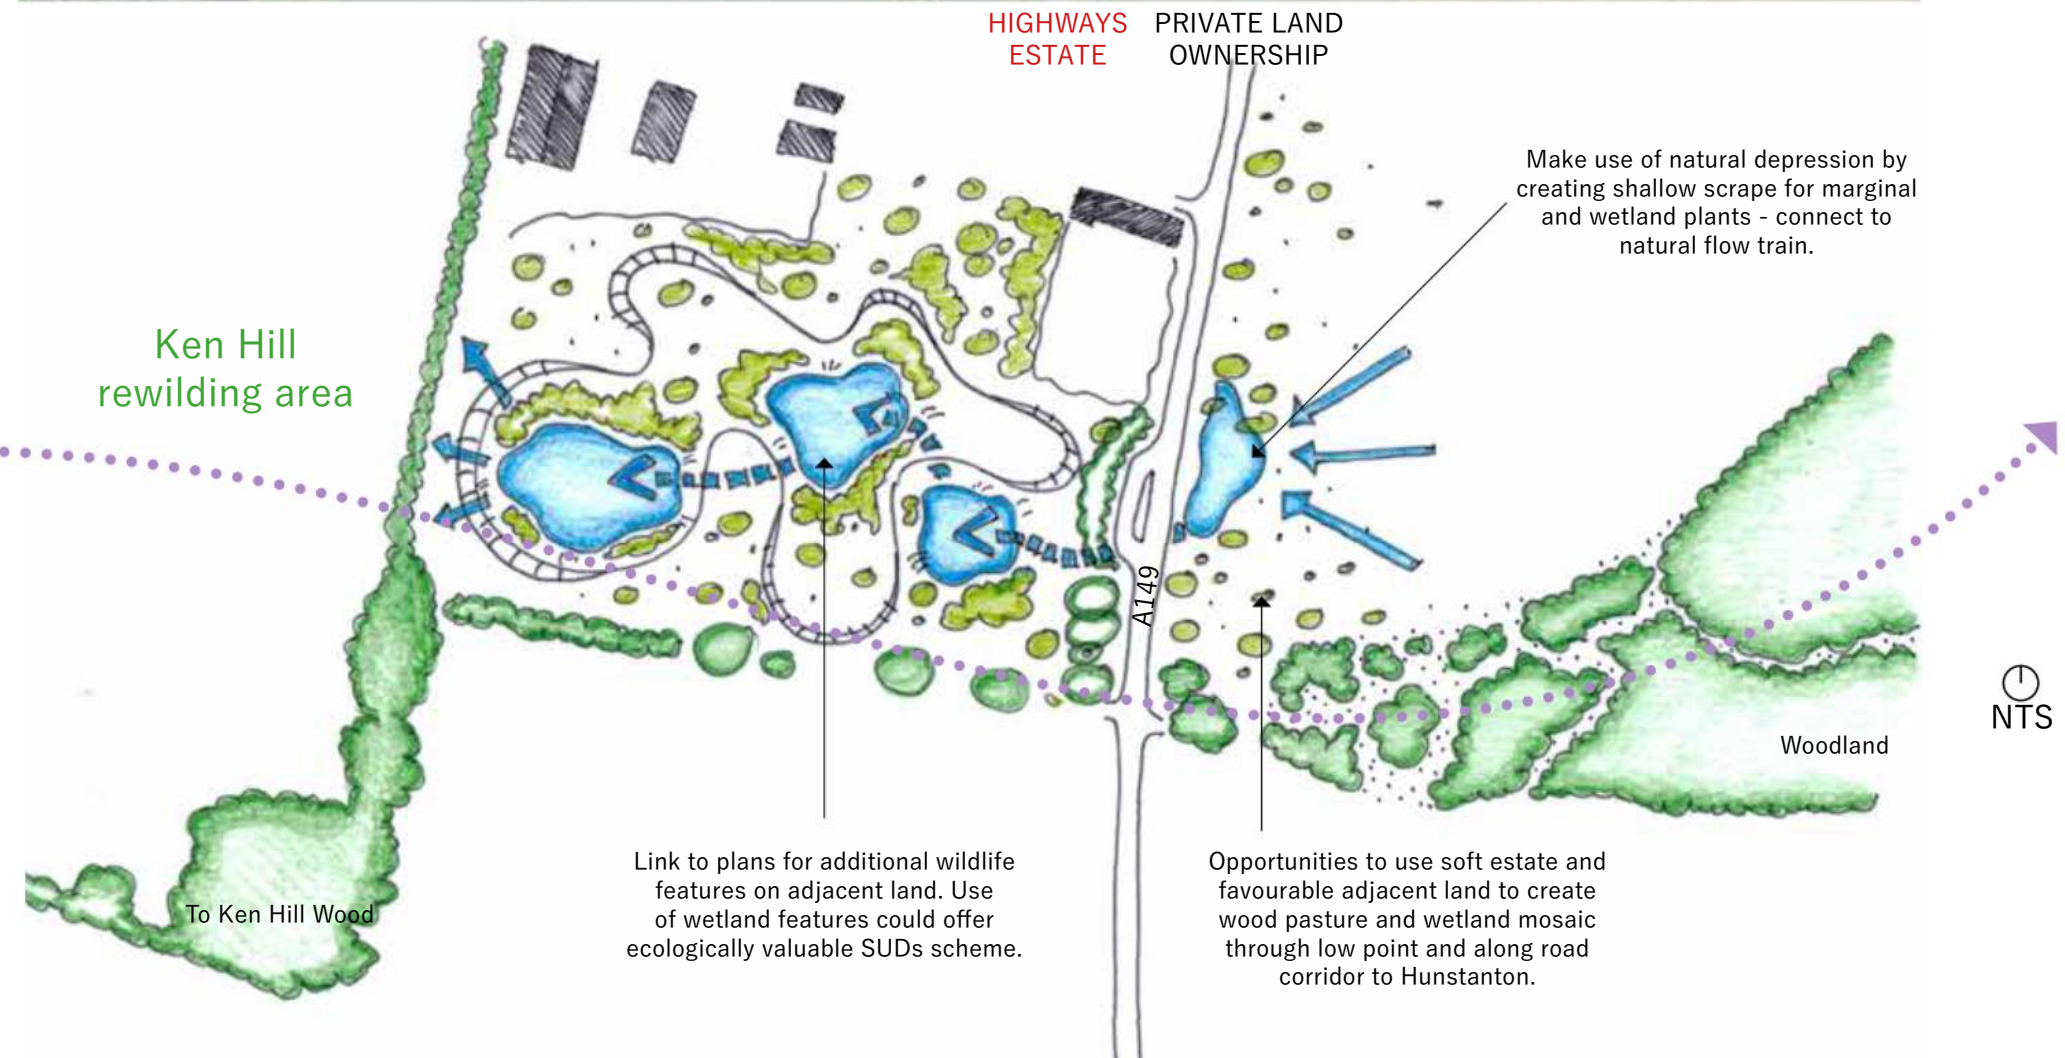 HIGHWAYS
ESTATE
PRIVATE LAND
OWNERSHIP
Make use of natural depression by
creating shallow scrape for marginal
and wetland plants - connect to
natural flow train.
Ken Hill
rewilding area
A149
NTS
Woodland
To Ken Hill Wood
Link to plans for additional wildlife
features on adjacent land. Use
of wetland features could offer
ecologically valuable SUDs scheme.
Opportunities to use soft estate and
favourable adjacent land to create
wood pasture and wetland mosaic
through low point and along road
corridor to Hunstanton.